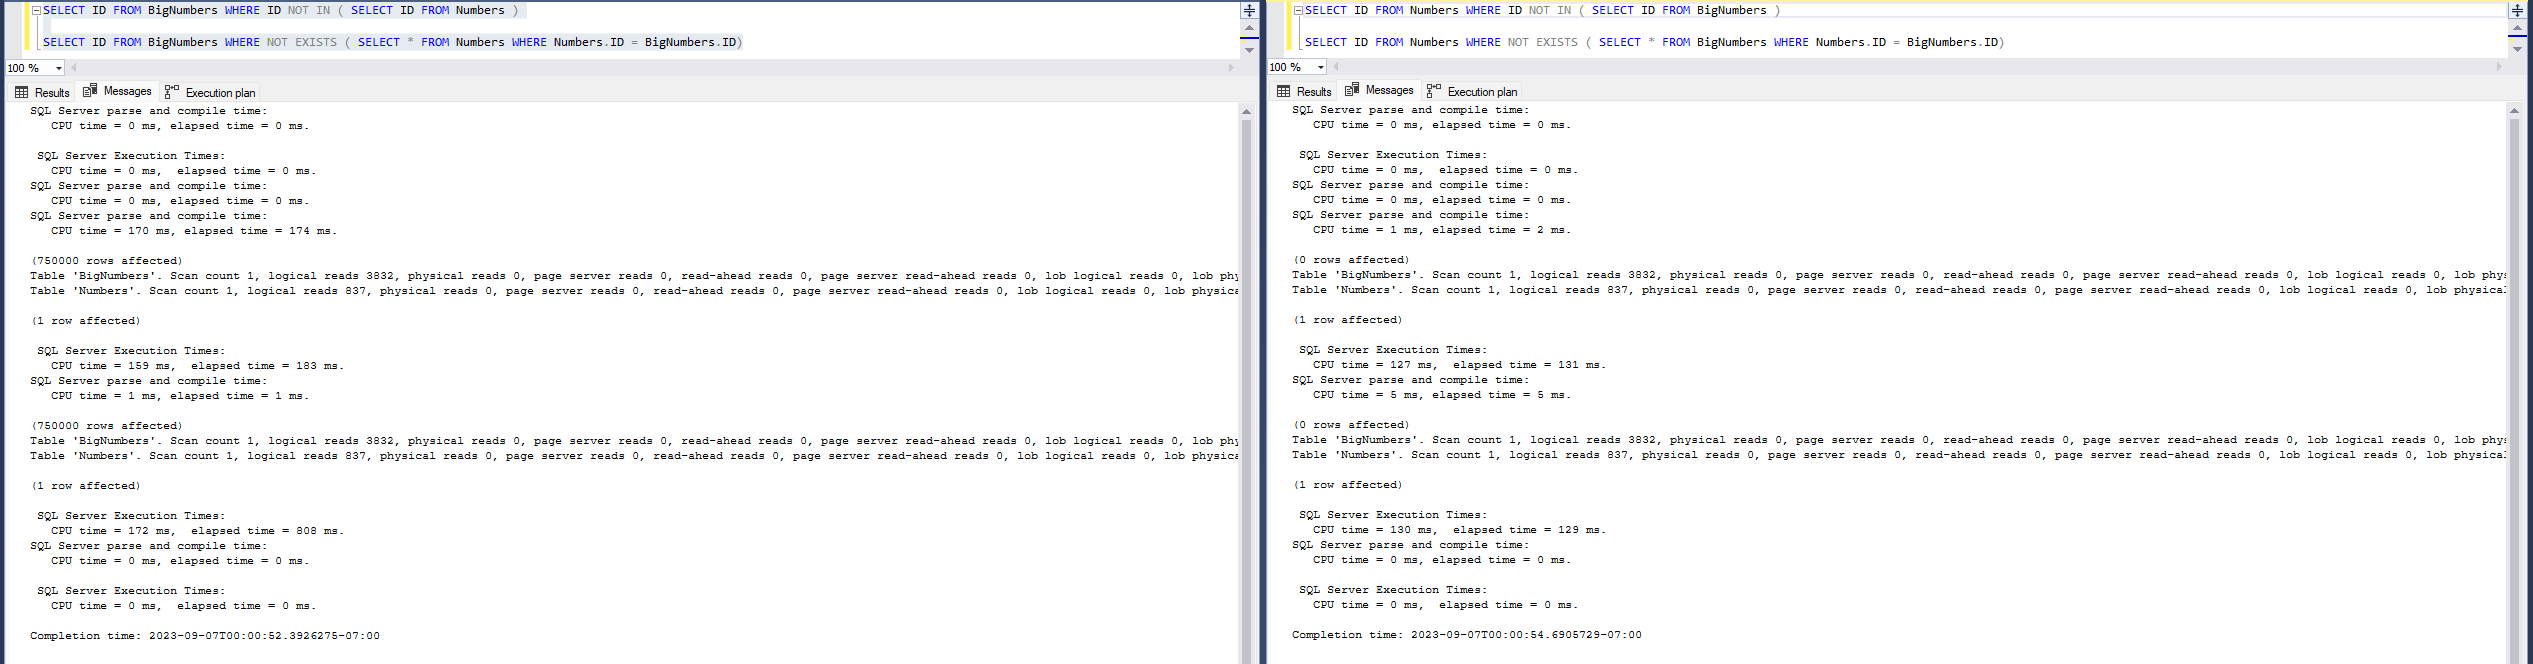 SELECT ID FROM BigNumbers WHERE ID NOT IN ( SELECT ID FROM Numbers )
SELECT ID FROM BigNumbers WHERE NOT EXISTS ( SELECT * FROM Numbers WHERE Numbers.ID = BigNumbers.ID)
100 %
Results Messages Execution plan
SQL Server parse and compile time:
CPU time = 0 ms, elapsed time = 0 ms.
SQL Server Execution Times:
CPU time = 0 ms, elapsed time = 0 ms.
SQL Server parse and compile time:
CPU time = 0 ms, elapsed time = 0 ms.
SQL Server parse and compile time:
CPU time = 170 ms, elapsed time = 174 ms.
(750000 rows affected)
Table 'BigNumbers'. Scan count 1, logical reads 3832, physical reads 0, page server reads 0, read-ahead reads 0, page server read-ahead reads 0, lob logical reads 0, lob phy
Table 'Numbers'. Scan count 1, logical reads 837, physical reads 0, page server reads 0, read-ahead reads 0, page server read-ahead reads 0, lob logical reads 0, lob physica
(1 row affected)
SQL Server Execution Times:
CPU time = 159 ms, elapsed time = 183 ms.
SQL Server parse and compile time:
CPU time = 1 ms, elapsed time = 1 ms.
(750000 rows affected)
Table 'BigNumbers'. Scan count 1, logical reads 3832, physical reads 0, page server reads 0, read-ahead reads 0, page server read-ahead reads 0, lob logical reads 0, lob phy
Table 'Numbers'. Scan count 1, logical reads 837, physical reads 0, page server reads 0, read-ahead reads 0, page server read-ahead reads 0, lob logical reads 0, lob physica
(1 row affected)
SQL Server Execution Times:
CPU time = 172 ms, elapsed time = 808 ms.
SQL Server parse and compile time:
CPU time = 0 ms, elapsed time = 0 ms.
SQL Server Execution Times:
CPU time = 0 ms, elapsed time = 0 ms.
Completion time: 2023-09-07T00:00:52.3926275-07:00
SELECT ID FROM Numbers WHERE ID NOT IN ( SELECT ID FROM BigNumbers )
SELECT ID FROM Numbers WHERE NOT EXISTS ( SELECT * FROM BigNumbers WHERE Numbers.ID = BigNumbers.ID)
100 %
Results Messages Execution plan
SQL Server parse and compile time:
CPU time = 0 ms, elapsed time = 0 ms.
SQL Server Execution Times:
CPU time = 0 ms, elapsed time = 0 ms.
SQL Server parse and compile time:
CPU time = 0 ms, elapsed time = 0 ms.
SQL Server parse and compile time:
CPU time = 1 ms, elapsed time = 2 ms.
(0 rows affected)
Table 'BigNumbers'. Scan count 1, logical reads 3832, physical reads 0, page server reads 0, read-ahead reads 0, page server read-ahead reads 0, lob logical reads 0, lob phys
Table 'Numbers'. Scan count 1, logical reads 837, physical reads 0, page server reads 0, read-ahead reads 0, page server read-ahead reads 0, lob logical reads 0, lob physical
(1 row affected)
SQL Server Execution Times:
CPU time = 127 ms, elapsed time = 131 ms.
SQL Server parse and compile time:
CPU time = 5 ms, elapsed time = 5 ms.
(0 rows affected)
Table 'BigNumbers'. Scan count 1, logical reads 3832, physical reads 0, page server reads 0, read-ahead reads 0, page server read-ahead reads 0, lob logical reads 0, lob phys
Table 'Numbers'. Scan count 1, logical reads 837, physical reads 0, page server reads 0, read-ahead reads 0, page server read-ahead reads 0, lob logical reads 0, lob physical
(1 row affected)
SQL Server Execution Times:
CPU time = 130 ms, elapsed time = 129 ms.
SQL Server parse and compile time:
CPU time = 0 ms, elapsed time = 0 ms.
SQL Server Execution Times:
CPU time = 0 ms, elapsed time = 0 ms.
Completion time: 2023-09-07T00:00:54.6905729-07:00